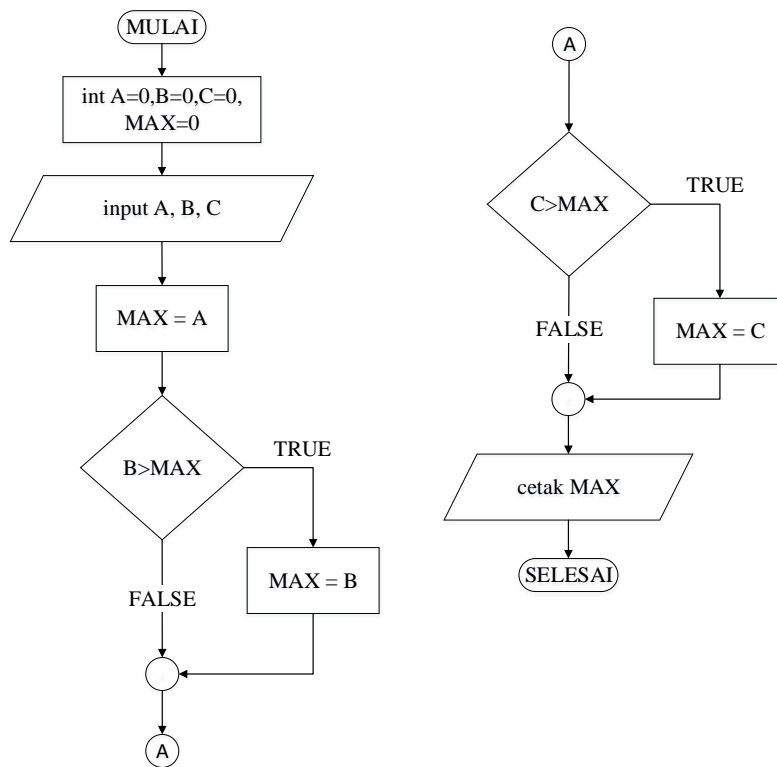 MULAI
int A=0,B=0,C=0,
MAX=0
input A, B, C
MAX = A
B>MAX
TRUE
MAX = B
FALSE
A
A
C>MAX
TRUE
MAX = C
FALSE
cetak MAX
SELESAI